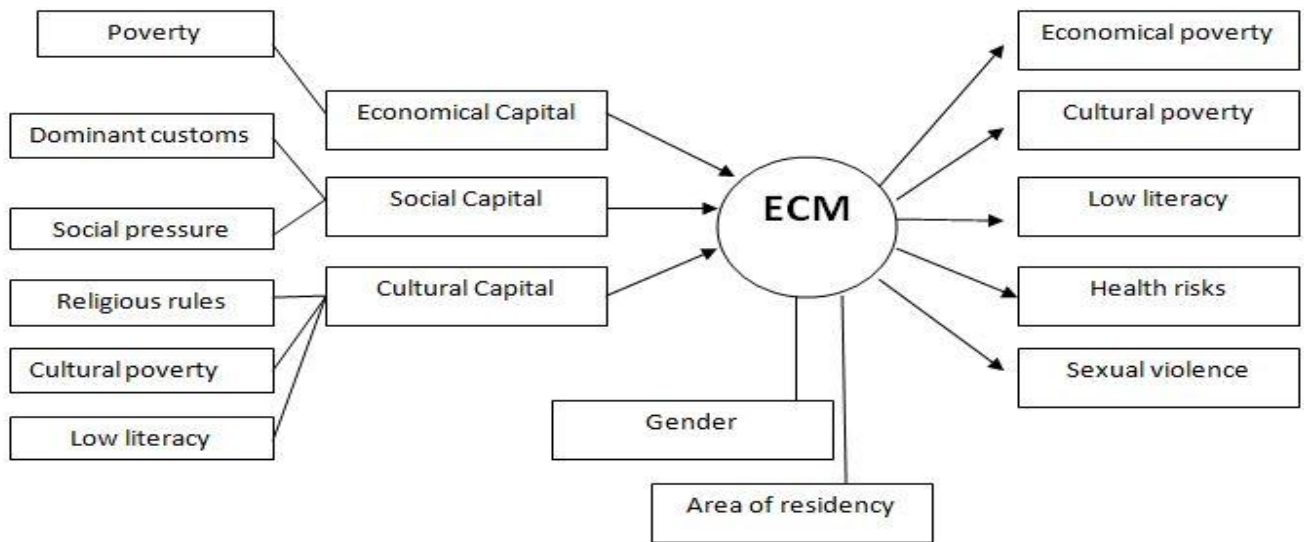 Poverty
Dominant customs
Social pressure
Religious rules
Cultural poverty
Low literacy
Economical Capital
Social Capital
Cultural Capital
ECM
Gender
Area of residency
Economical poverty
Cultural poverty
Low literacy
Health risks
Sexual violence